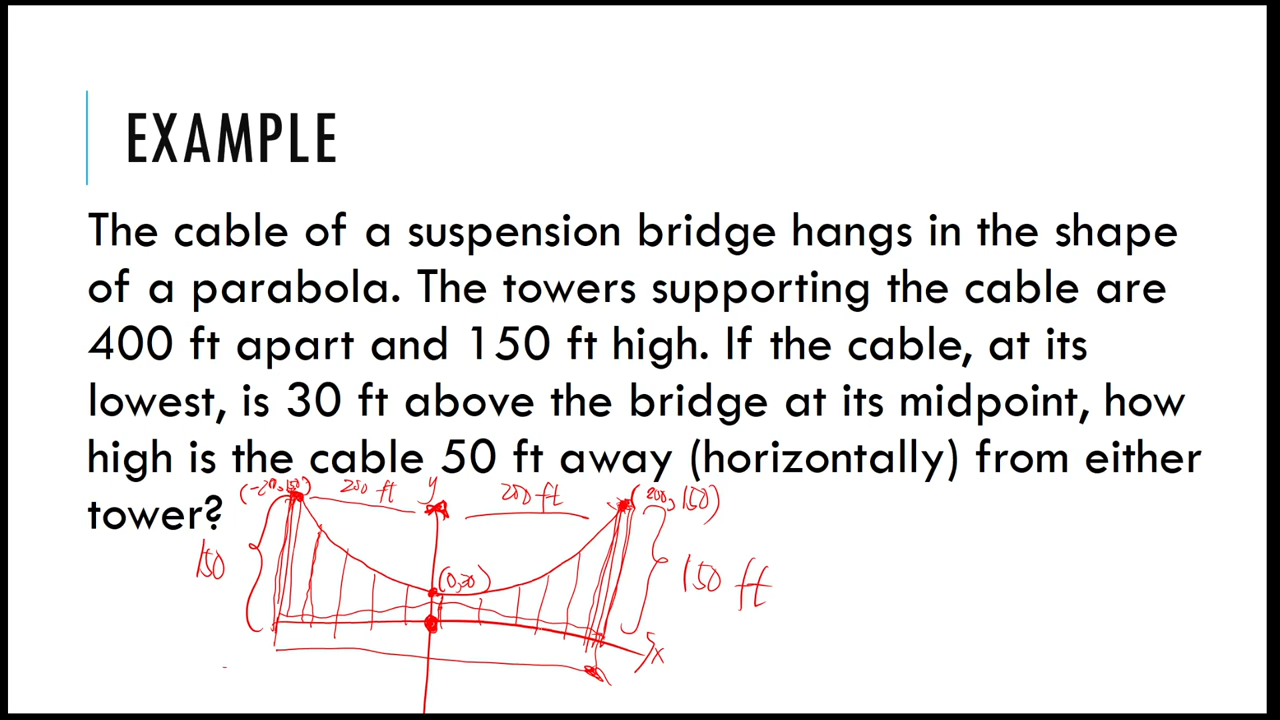 EXAMPLE
The cable of a suspension bridge hangs in the shape
of a parabola. The towers supporting the cable are
400 ft apart and 150 ft high. If the cable, at its
lowest, is 30 ft above the bridge at its midpoint, how
high is the cable 50 ft away (horizontally) from either
tower?
(-200,150) 200 ft y 200 ft (200,150)
150 (0,30) 150 ft
x